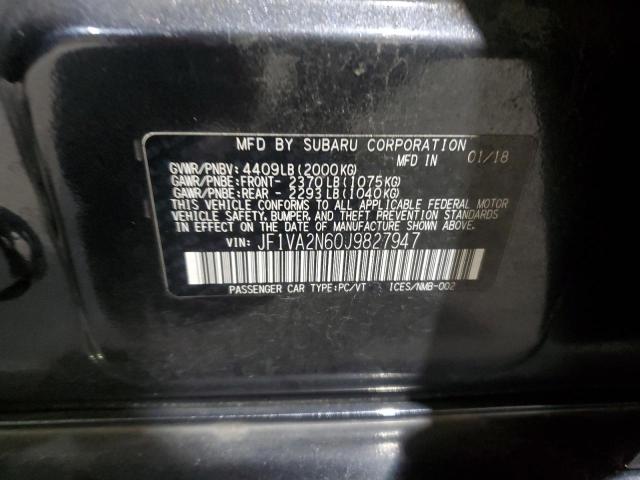 MFD BY SUBARU CORPORATION
MFD IN 01/18
GVWR/PNBV: 4409LB(2000KG)
GAWR/PNBE:FRONT- 2370LB(1075KG)
GAWR/PNBE:REAR - 2293LB(1040KG)
THIS VEHICLE CONFORMS TO ALL APPLICABLE FEDERAL MOTOR
VEHICLE SAFETY, BUMPER, AND THEFT PREVENTION STANDARDS
IN EFFECT ON THE DATE OF MANUFACTURE SHOWN ABOVE.
VIN: JF1VA2N60J9827947
PASSENGER CAR TYPE:PC/VT ICES/NMB-002